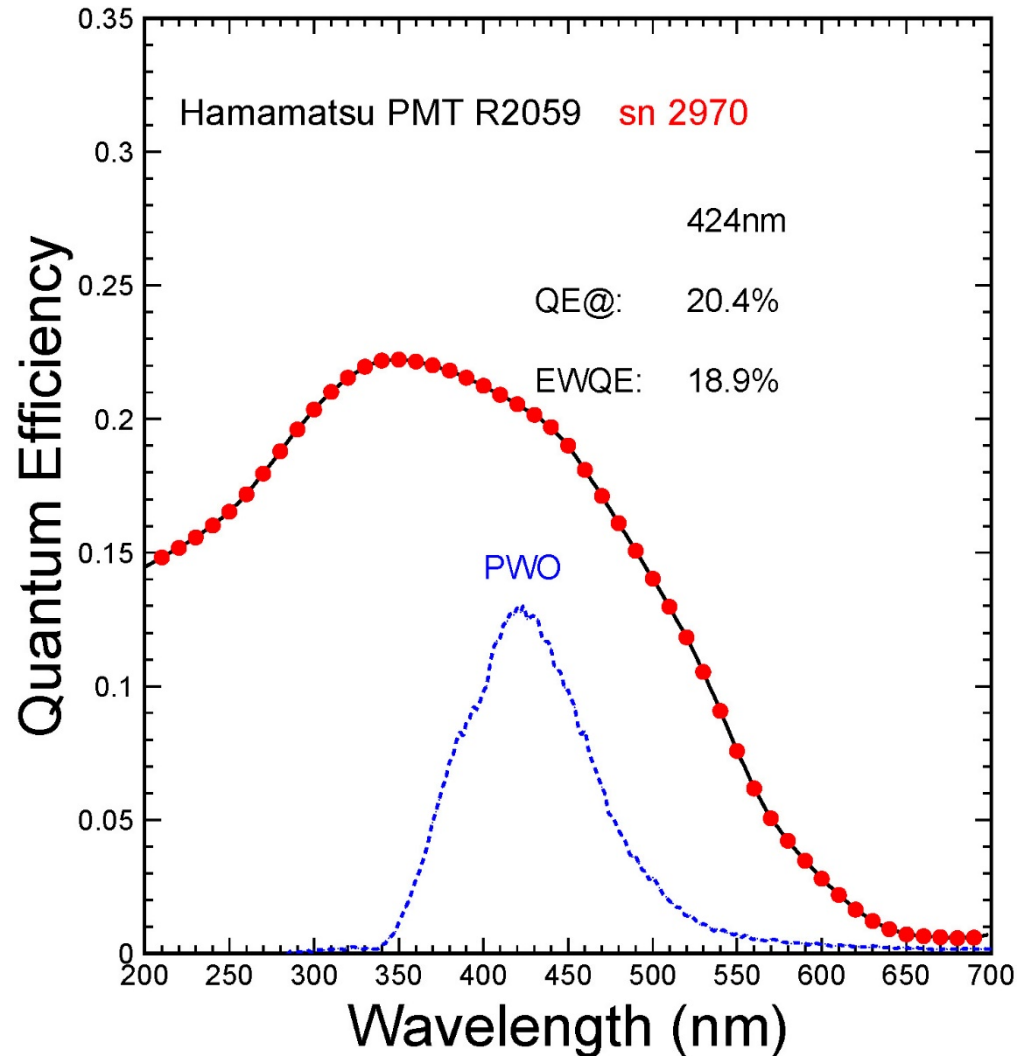 Hamamatsu PMT R2059 sn 2970
424nm
QE@: 20.4%
EWQE: 18.9%
PWO
Quantum Efficiency
0.35
0.3
0.25
0.2
0.15
0.1
0.05
0
200 250 300 350 400 450 500 550 600 650 700
Wavelength (nm)